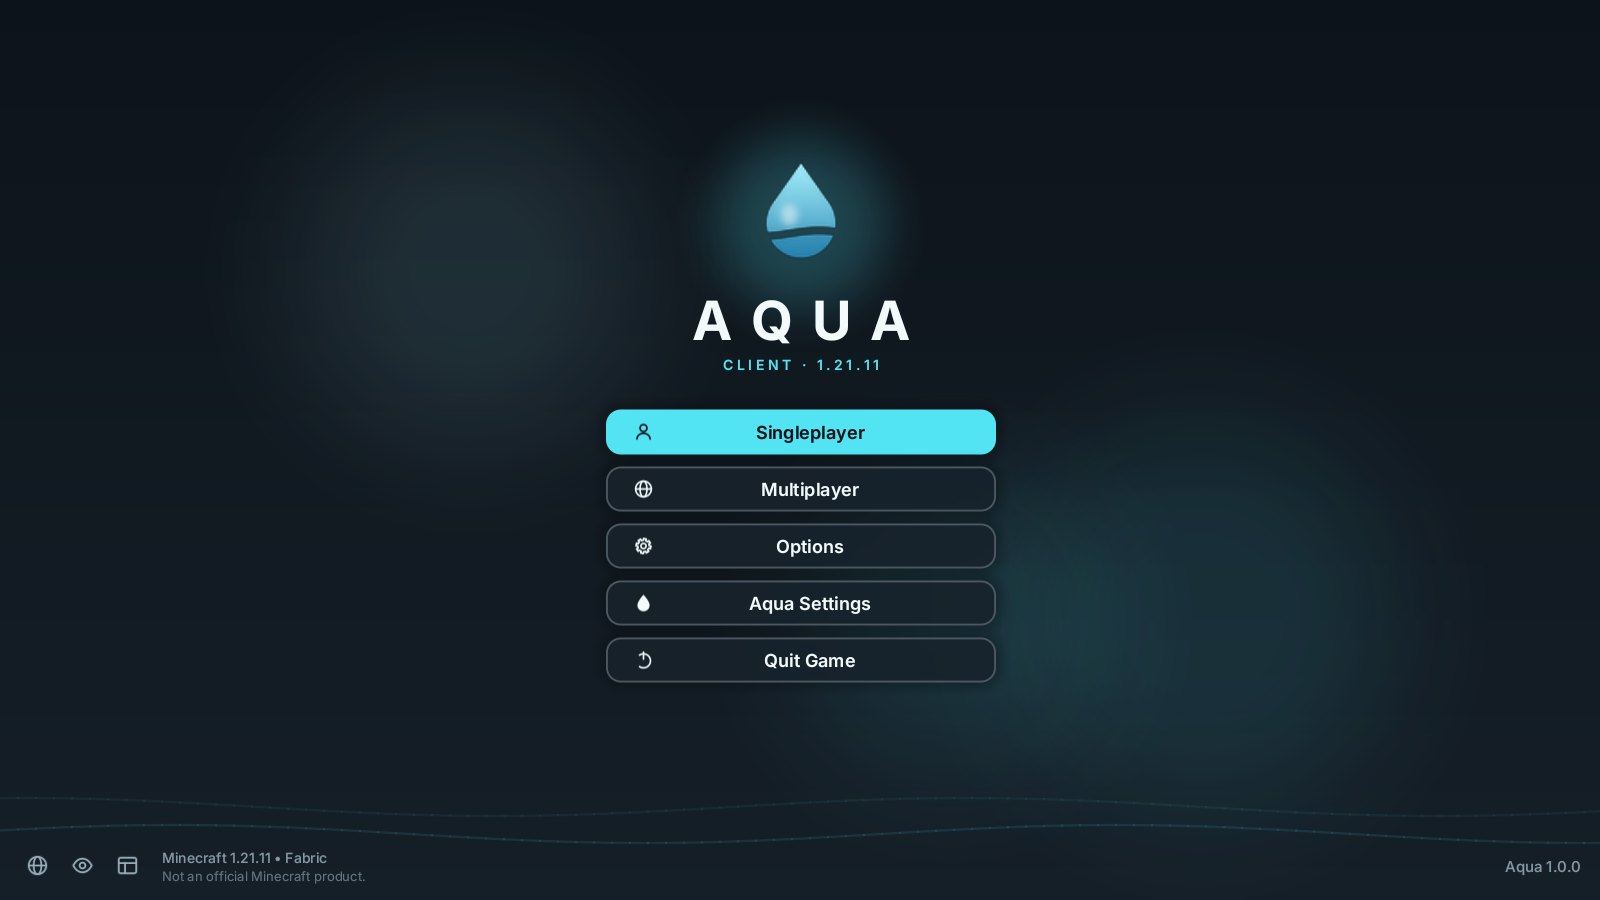 AQUA
CLIENT · 1.21.11
Singleplayer
Multiplayer
Options
Aqua Settings
Quit Game
Minecraft 1.21.11 • Fabric
Not an official Minecraft product.
Aqua 1.0.0